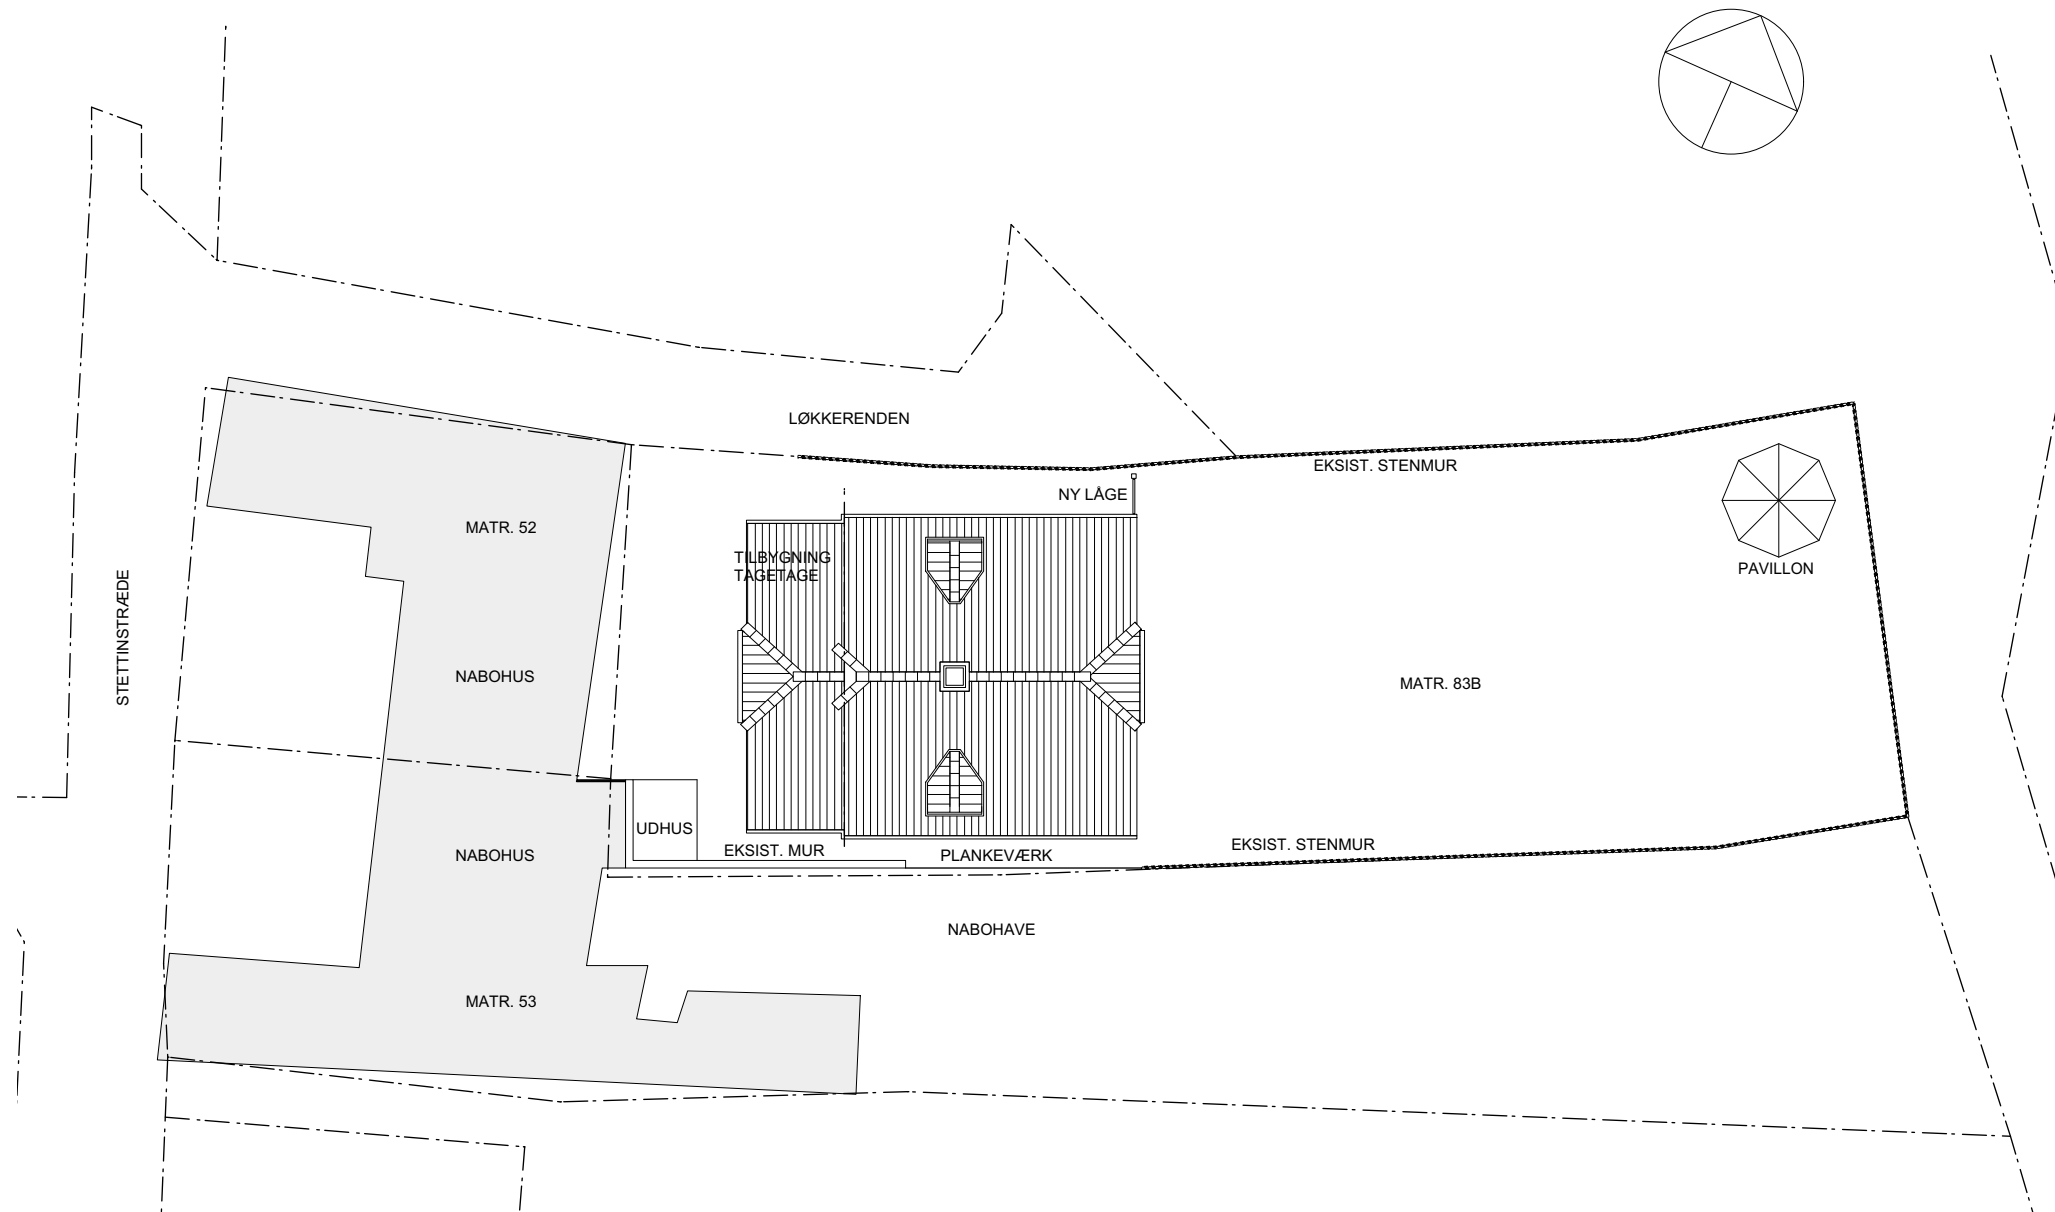 LØKKERENDEN
EKSIST. STENMUR
NY LÅGE
MATR. 52
TILBYGNING
TAGETAGE
PAVILLON
STETTINSTRÆDE
NABOHUS
MATR. 83B
UDHUS
NABOHUS
EKSIST. MUR
PLANKEVÆRK
EKSIST. STENMUR
NABOHAVE
MATR. 53